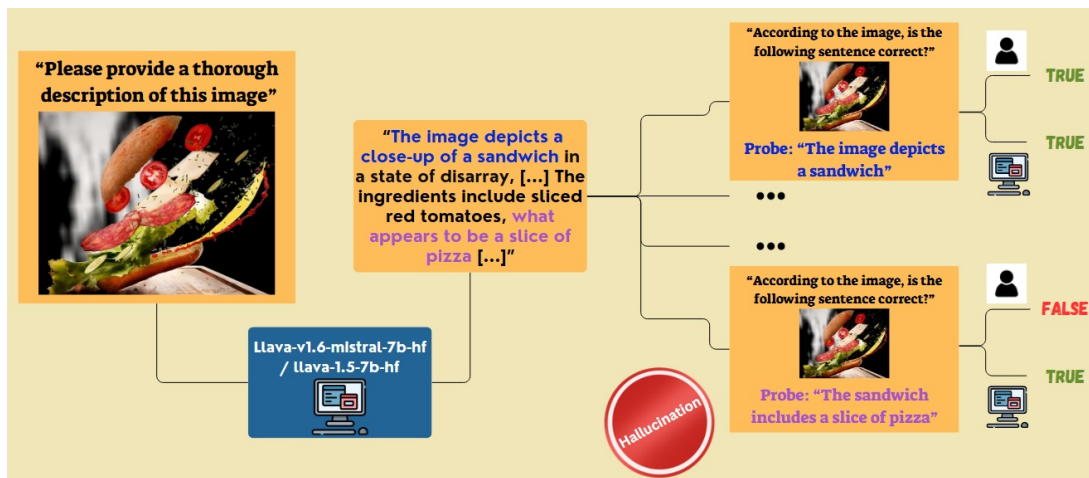 “Please provide a thorough
description of this image”
Llava-v1.6-mistral-7b-hf
/ llava-1.5-7b-hf
“The image depicts a
close-up of a sandwich in
a state of disarray, [...] The
ingredients include sliced
red tomatoes, what
appears to be a slice of
pizza [...]”
“According to the image, is the
following sentence correct?”
Probe: “The image depicts
a sandwich”
TRUE
TRUE
•••
•••
“According to the image, is the
following sentence correct?”
Probe: “The sandwich
includes a slice of pizza”
FALSE
TRUE
Hallucination